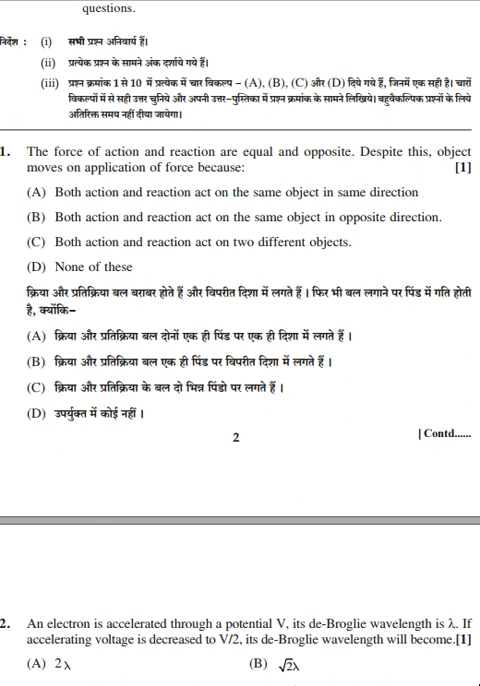 questions.
निर्देश : (i) सभी प्रश्न अनिवार्य हैं।
(ii) प्रत्येक प्रश्न के सामने अंक दर्शाये गये हैं।
(iii) प्रश्न क्रमांक 1 से 10 में प्रत्येक में चार विकल्प – (A), (B), (C) और (D) दिये गये हैं, जिनमें एक सही है। चारों
विकल्पों में से सही उत्तर चुनिये और अपनी उत्तर-पुस्तिका में प्रश्न क्रमांक के सामने लिखिये। बहुवैकल्पिक प्रश्नों के लिये
अतिरिक्त समय नहीं दीया जायेगा।
1. The force of action and reaction are equal and opposite. Despite this, object
moves on application of force because: [1]
(A) Both action and reaction act on the same object in same direction
(B) Both action and reaction act on the same object in opposite direction.
(C) Both action and reaction act on two different objects.
(D) None of these
क्रिया और प्रतिक्रिया बल बराबर होते हैं और विपरीत दिशा में लगते हैं । फिर भी बल लगाने पर पिंड में गति होती
है, क्योंकि–
(A) क्रिया और प्रतिक्रिया बल दोनों एक ही पिंड पर एक ही दिशा में लगते हैं ।
(B) क्रिया और प्रतिक्रिया बल एक ही पिंड पर विपरीत दिशा में लगते हैं ।
(C) क्रिया और प्रतिक्रिया के बल दो भिन्न पिंडो पर लगते हैं ।
(D) उपर्युक्त में कोई नहीं ।
2 [ Contd......
2. An electron is accelerated through a potential V, its de-Broglie wavelength is λ. If
accelerating voltage is decreased to V/2, its de-Broglie wavelength will become.[1]
(A) 2λ (B) √2λ